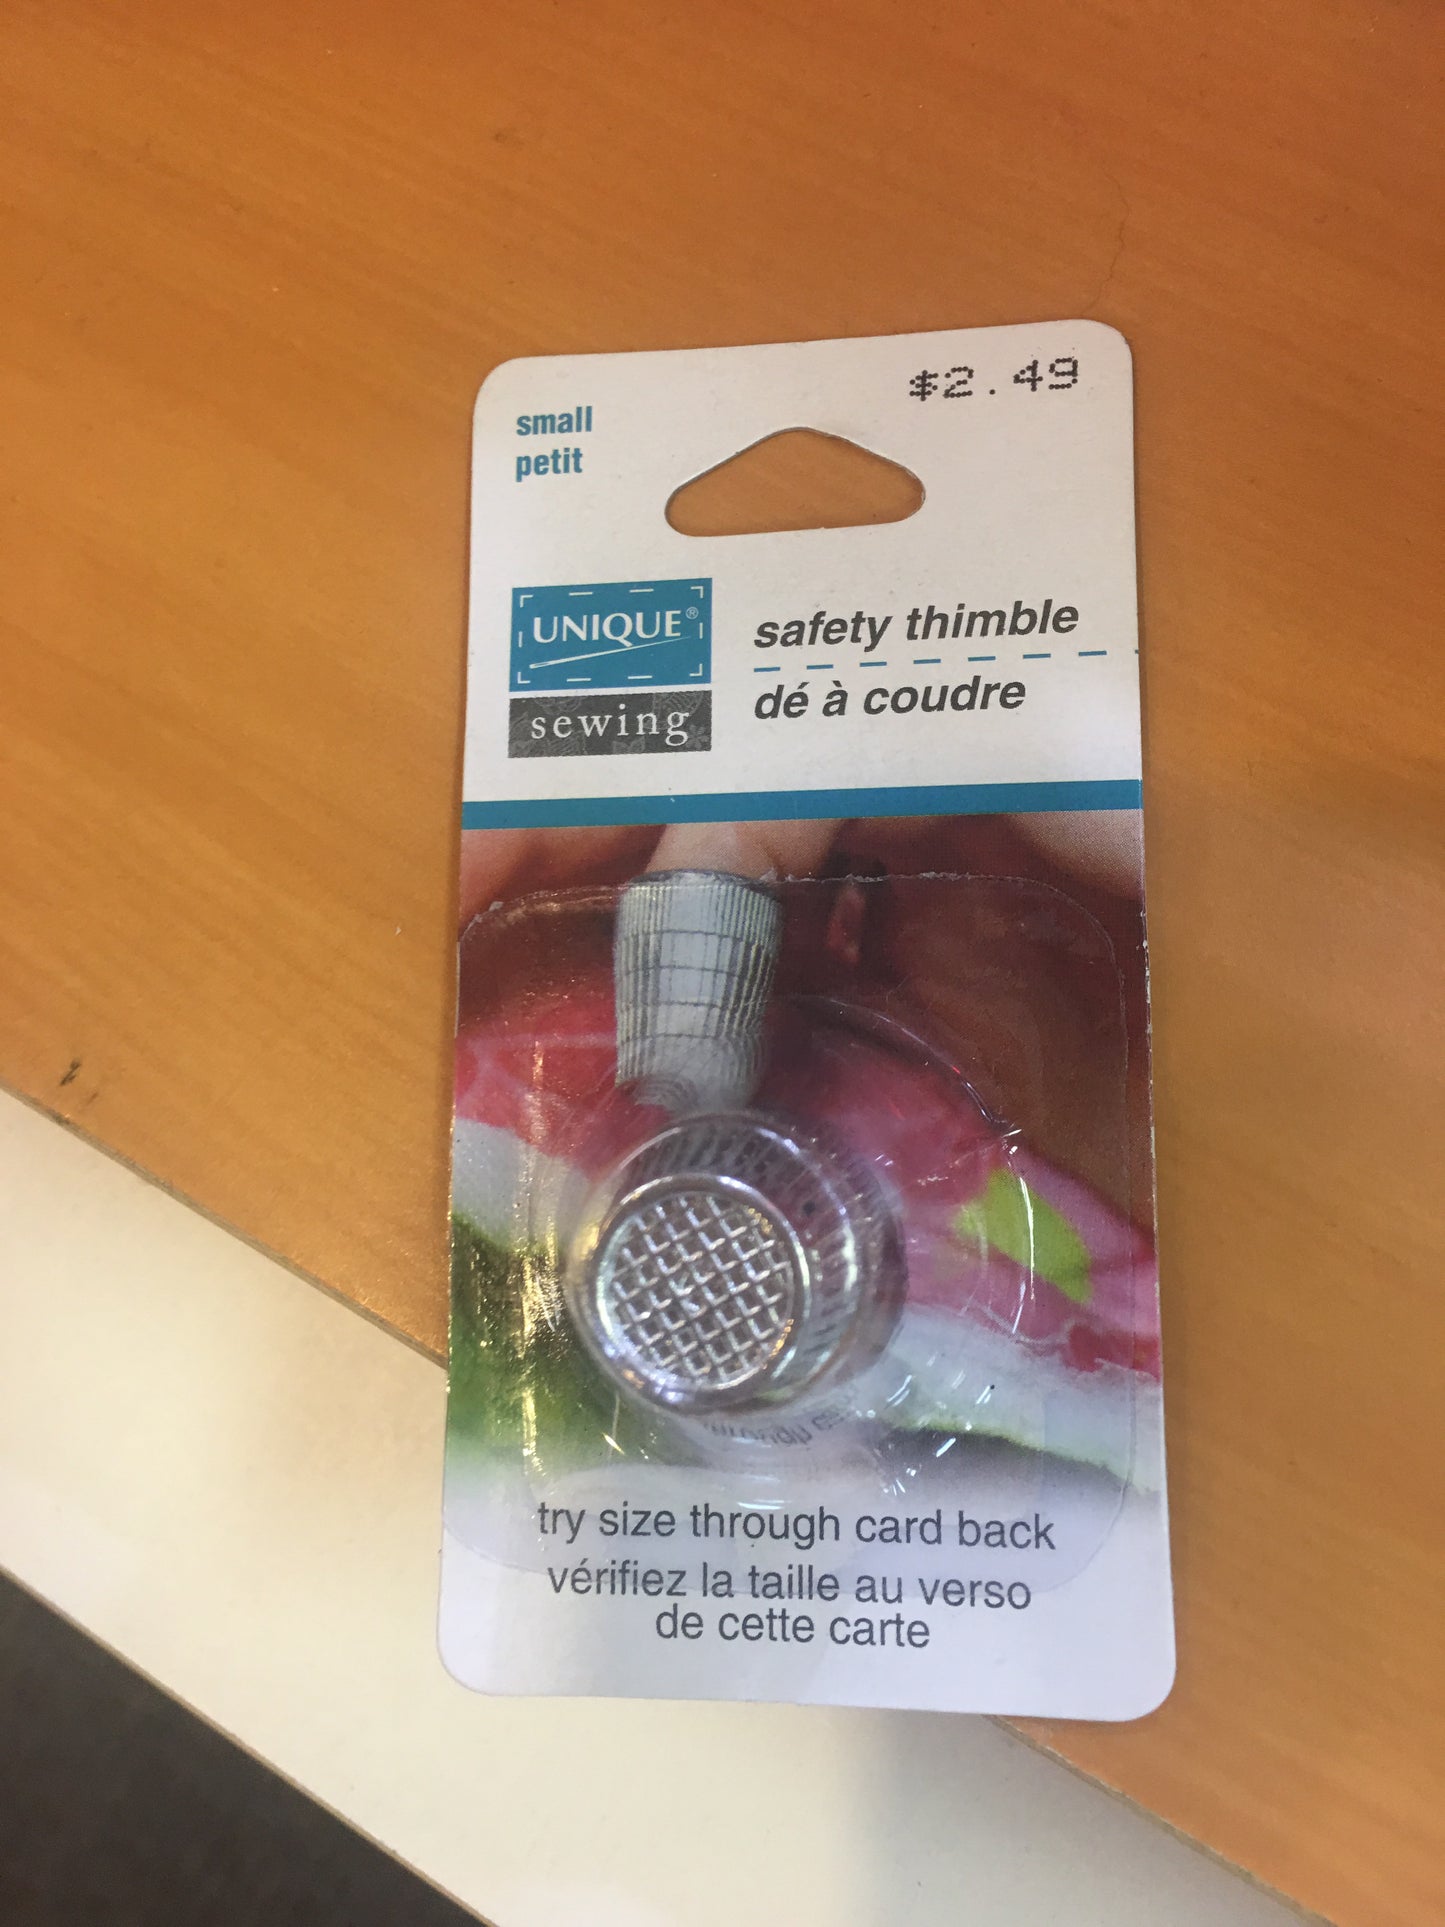 $2.49
small
petit
UNIQUE®
sewing
safety thimble
dé à coudre
try size through card back
vérifiez la taille au verso
de cette carte